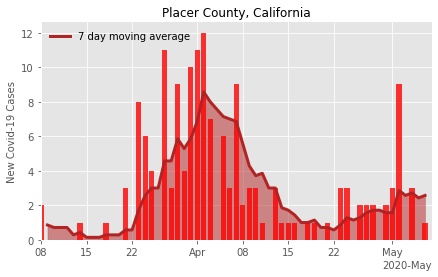 Placer County, California
7 day moving average
New Covid-19 Cases
12
10
8
6
4
2
0
08 15 22 Apr 08 15 22 May
2020-May